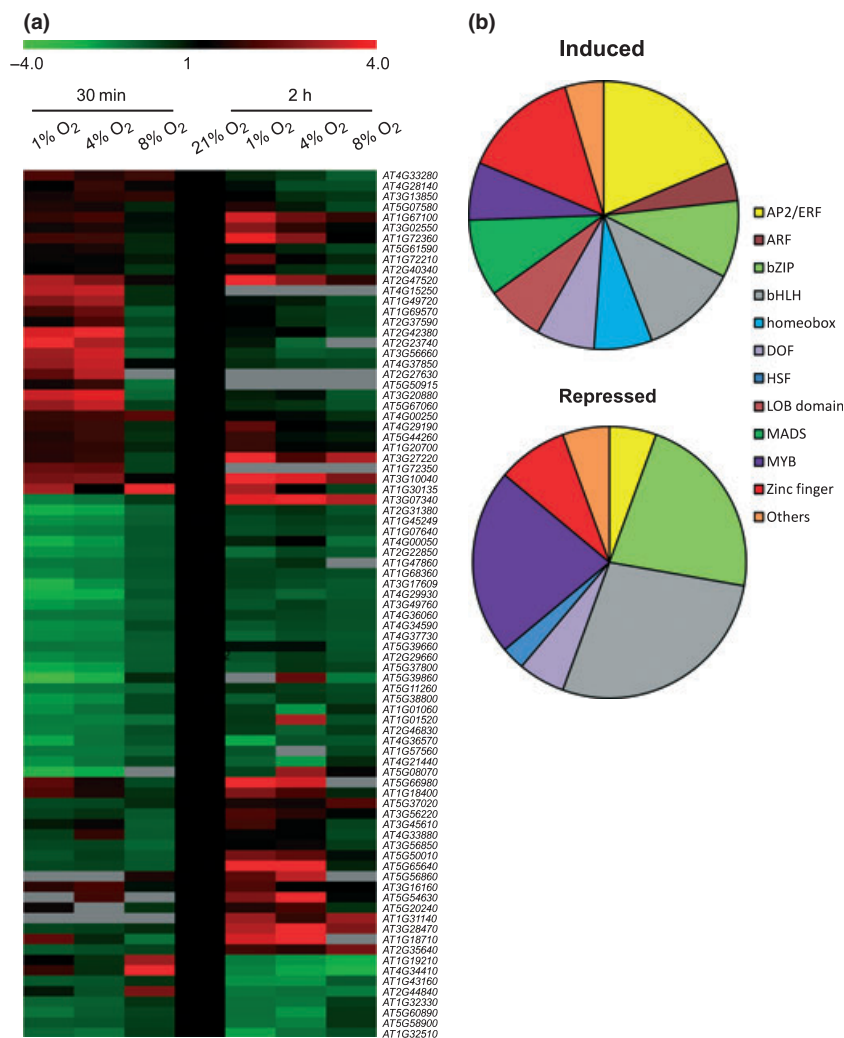 (a)
−4.0 1 4.0
30 min 2 h
1% O2 4% O2 8% O2 21% O2 1% O2 4% O2 8% O2
AT4G33280
AT4G28140
AT3G13850
AT5G07580
AT1G67100
AT3G02550
AT1G72360
AT5G61590
AT1G72210
AT2G40340
AT2G47520
AT4G15250
AT1G49720
AT1G69570
AT2G37590
AT2G42380
AT2G23740
AT3G56660
AT4G37850
AT2G27630
AT5G50915
AT3G20880
AT5G67060
AT4G00250
AT4G29190
AT5G44260
AT1G20700
AT3G27220
AT1G72350
AT3G10040
AT1G30135
AT3G07340
AT2G31380
AT1G45249
AT1G07640
AT4G00050
AT2G22850
AT1G47860
AT1G68360
AT3G17609
AT4G29930
AT3G49760
AT4G36060
AT4G34590
AT4G37730
AT5G39660
AT2G29660
AT5G37800
AT5G39860
AT5G11260
AT5G38800
AT1G01060
AT1G01520
AT2G46830
AT4G36570
AT1G57560
AT4G21440
AT5G08070
AT5G66980
AT1G18400
AT5G37020
AT3G56220
AT3G45610
AT4G33880
AT3G56850
AT5G50010
AT5G65640
AT5G56860
AT3G16160
AT5G54630
AT5G20240
AT1G31140
AT3G28470
AT1G18710
AT2G35640
AT1G19210
AT4G34410
AT1G43160
AT2G44840
AT1G32330
AT5G60890
AT5G58900
AT1G32510
(b)
Induced
Repressed
AP2/ERF
ARF
bZIP
bHLH
homeobox
DOF
HSF
LOB domain
MADS
MYB
Zinc finger
Others